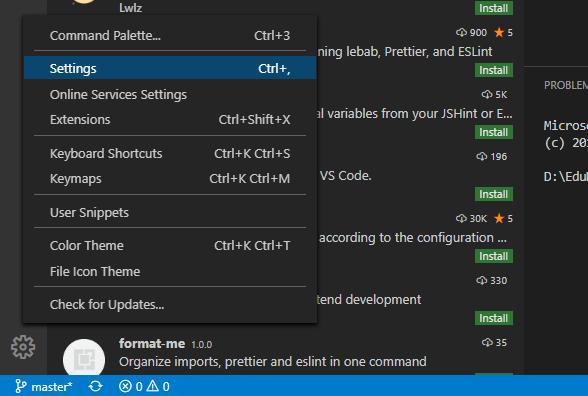 Lwlz
Install
Command Palette... Ctrl+3
900 5
ning lebab, Prettier, and ESLint
Install
Settings Ctrl+,
Online Services Settings
5K
PROBLEM
Extensions Ctrl+Shift+X
al variables from your JSHint or E...
Install
Micros
(c) 20
Keyboard Shortcuts Ctrl+K Ctrl+S
196
Keymaps Ctrl+K Ctrl+M
VS Code.
D:\Edu
Install
User Snippets
30K 5
Color Theme Ctrl+K Ctrl+T
according to the configuration ...
Install
File Icon Theme
330
Check for Updates...
tend development
Install
format-me 1.0.0
35
Organize imports, prettier and eslint in one command
Install
master*
0 0